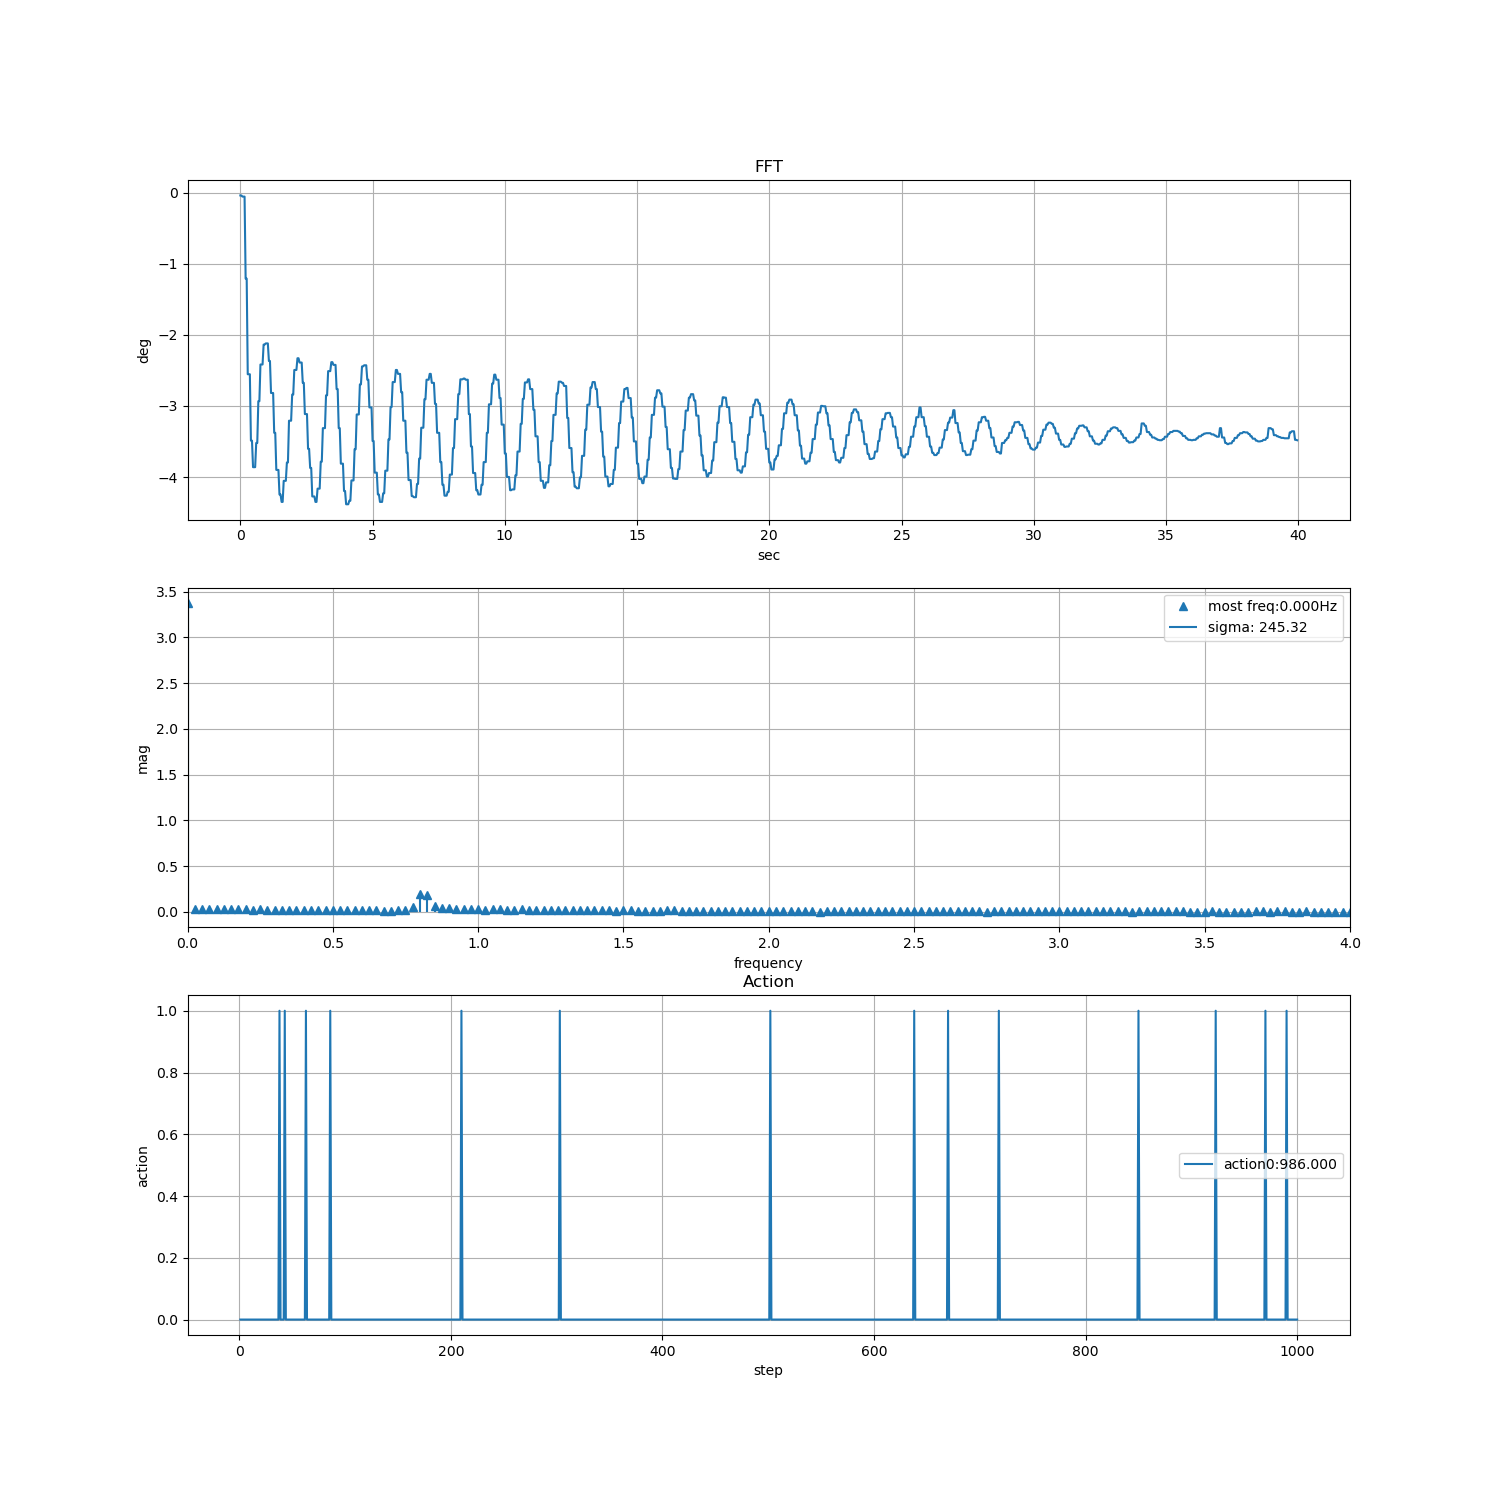 FFT
0
−1
−2
−3
−4
deg
0 5 10 15 20 25 30 35 40
sec
3.5
3.0
2.5
2.0
1.5
1.0
0.5
0.0
mag
most freq:0.000Hz
sigma: 245.32
0.0 0.5 1.0 1.5 2.0 2.5 3.0 3.5 4.0
frequency
Action
1.0
0.8
0.6
0.4
0.2
0.0
action
action0:986.000
0 200 400 600 800 1000
step